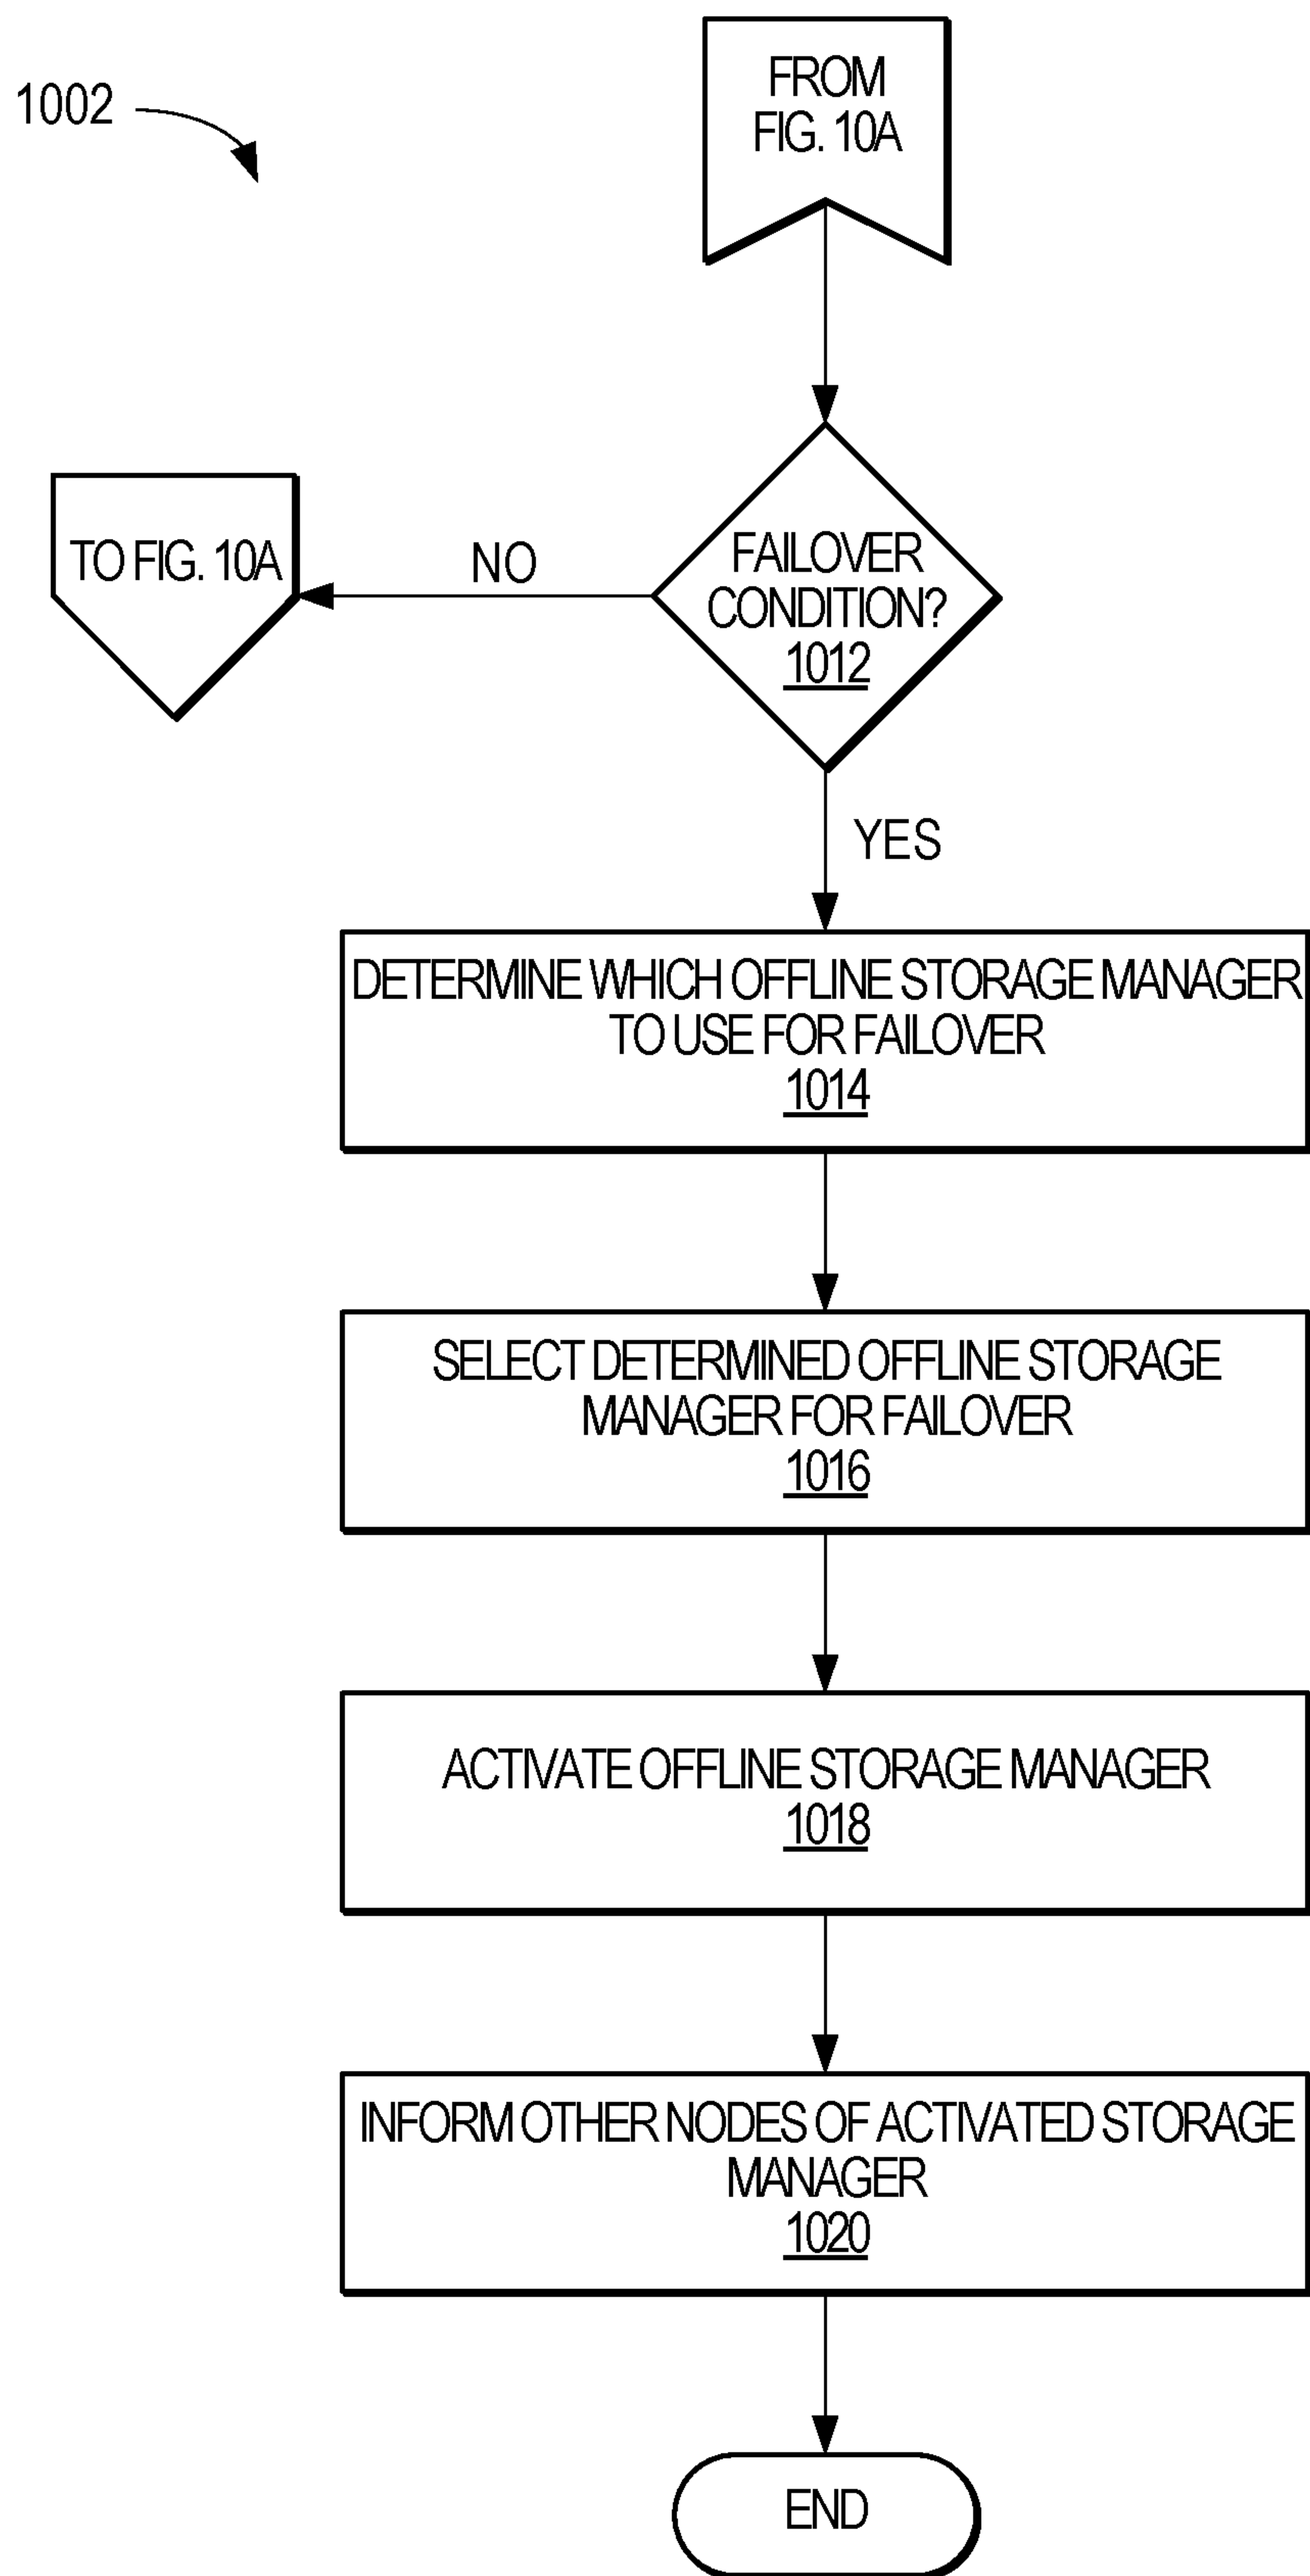 1002
FROM
FIG. 10A
FAILOVER
CONDITION?
1012
NO
TO FIG. 10A
YES
DETERMINE WHICH OFFLINE STORAGE MANAGER
TO USE FOR FAILOVER
1014
SELECT DETERMINED OFFLINE STORAGE
MANAGER FOR FAILOVER
1016
ACTIVATE OFFLINE STORAGE MANAGER
1018
INFORM OTHER NODES OF ACTIVATED STORAGE
MANAGER
1020
END